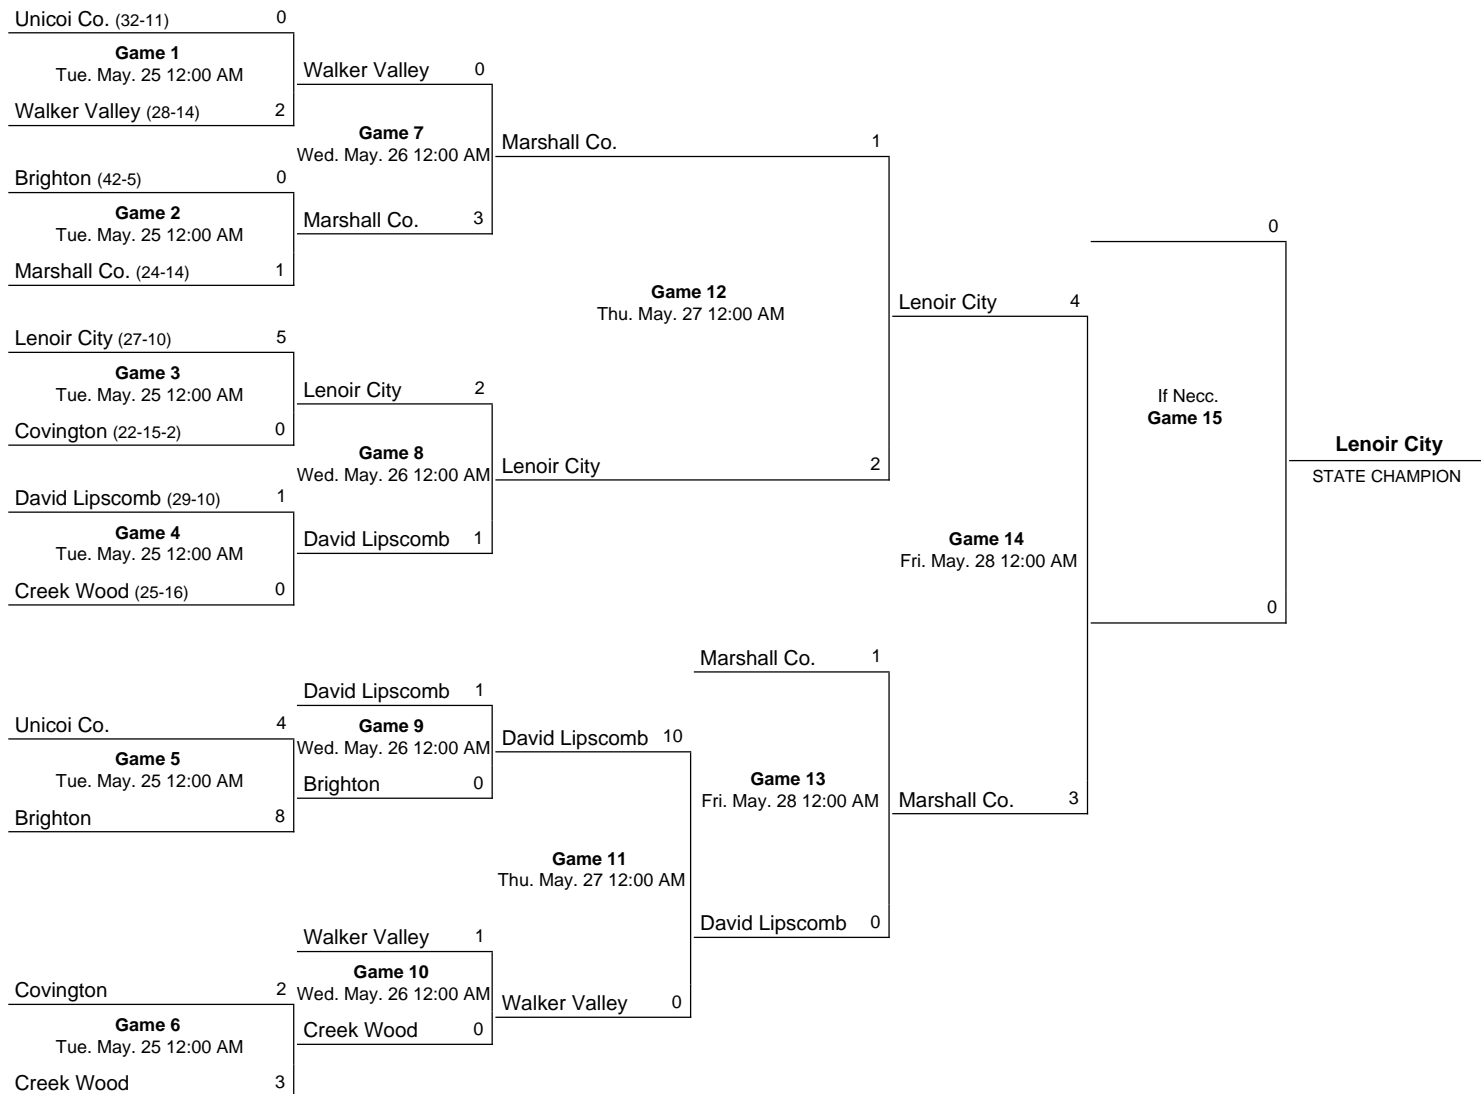 Unicoi Co. (32-11) 0
Game 1
Tue. May. 25 12:00 AM
Walker Valley (28-14) 2
Brighton (42-5) 0
Game 2
Tue. May. 25 12:00 AM
Marshall Co. (24-14) 1
Lenoir City (27-10) 5
Game 3
Tue. May. 25 12:00 AM
Covington (22-15-2) 0
David Lipscomb (29-10) 1
Game 4
Tue. May. 25 12:00 AM
Creek Wood (25-16) 0
Unicoi Co. 4
Game 5
Tue. May. 25 12:00 AM
Brighton 8
Covington 2
Game 6
Tue. May. 25 12:00 AM
Creek Wood 3
Walker Valley 0
Game 7
Wed. May. 26 12:00 AM
Marshall Co. 3
Lenoir City 2
Game 8
Wed. May. 26 12:00 AM
David Lipscomb 1
David Lipscomb 1
Game 9
Wed. May. 26 12:00 AM
Brighton 0
Walker Valley 1
Game 10
Wed. May. 26 12:00 AM
Creek Wood 0
Marshall Co. 1
Game 12
Thu. May. 27 12:00 AM
Lenoir City 2
David Lipscomb 10
Game 11
Thu. May. 27 12:00 AM
Walker Valley 0
Marshall Co. 1
Game 13
Fri. May. 28 12:00 AM
David Lipscomb 0
Lenoir City 4
Game 14
Fri. May. 28 12:00 AM
Marshall Co. 3
0
If Necc.
Game 15
0
Lenoir City
STATE CHAMPION